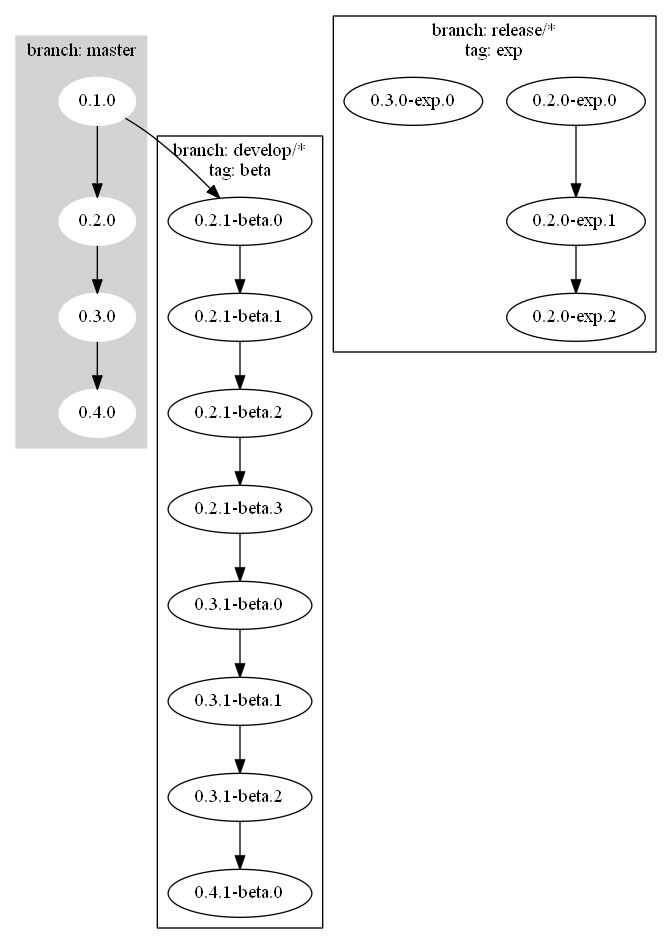 branch: master
0.1.0
0.2.0
0.3.0
0.4.0
branch: develop/*
tag: beta
0.2.1-beta.0
0.2.1-beta.1
0.2.1-beta.2
0.2.1-beta.3
0.3.1-beta.0
0.3.1-beta.1
0.3.1-beta.2
0.4.1-beta.0
branch: release/*
tag: exp
0.3.0-exp.0
0.2.0-exp.0
0.2.0-exp.1
0.2.0-exp.2